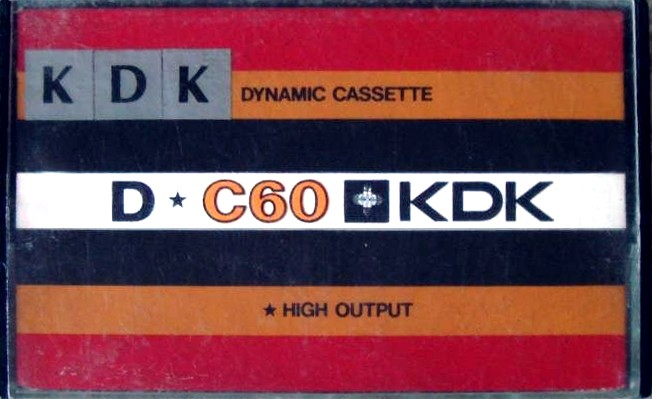 KDK DYNAMIC CASSETTE
D ★ C60 KDK
★ HIGH OUTPUT